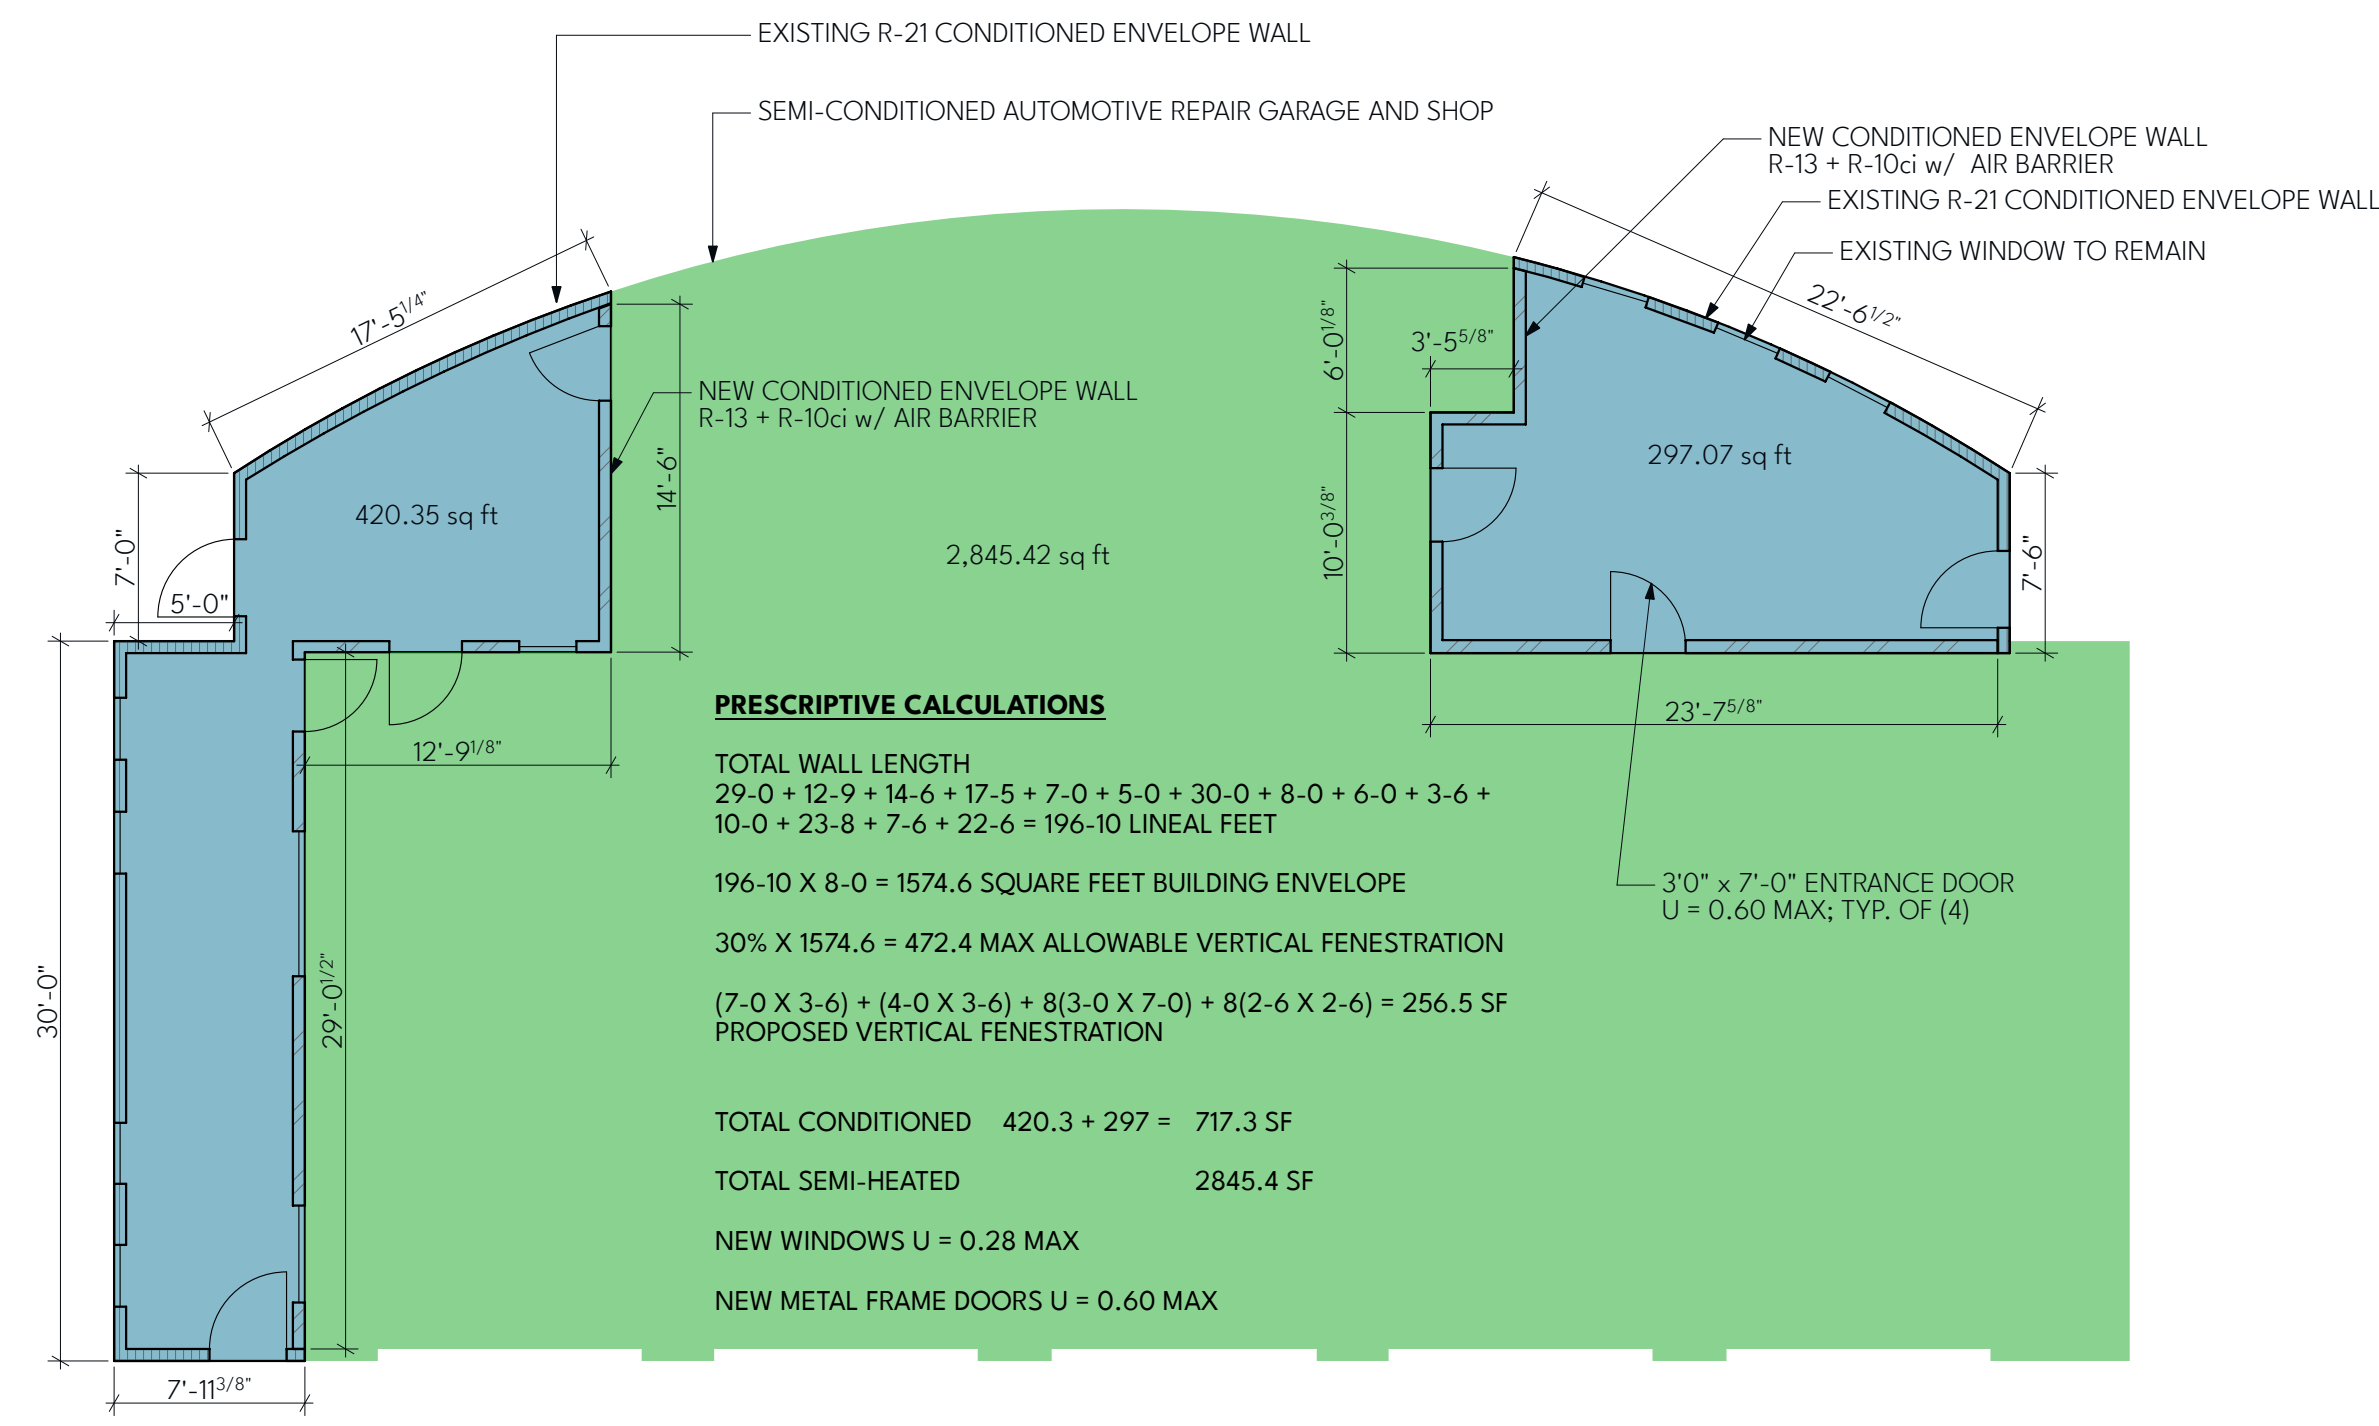 EXISTING R-21 CONDITIONED ENVELOPE WALL
SEMI-CONDITIONED AUTOMOTIVE REPAIR GARAGE AND SHOP
NEW CONDITIONED ENVELOPE WALL
R-13 + R-10ci w/ AIR BARRIER
EXISTING R-21 CONDITIONED ENVELOPE WALL
EXISTING WINDOW TO REMAIN
17'-5 1/4"
22'-6 1/2"
6'-0 1/8"
3'-5 5/8"
NEW CONDITIONED ENVELOPE WALL
R-13 + R-10ci w/ AIR BARRIER
14'-6"
297.07 sq ft
420.35 sq ft
10'-0 3/8"
2,845.42 sq ft
7'-0"
7'-6"
5'-0"
PRESCRIPTIVE CALCULATIONS
23'-7 5/8"
12'-9 1/8"
TOTAL WALL LENGTH
29-0 + 12-9 + 14-6 + 17-5 + 7-0 + 5-0 + 30-0 + 8-0 + 6-0 + 3-6 +
10-0 + 23-8 + 7-6 + 22-6 = 196-10 LINEAL FEET
196-10 X 8-0 = 1574.6 SQUARE FEET BUILDING ENVELOPE
3'0" x 7'-0" ENTRANCE DOOR
U = 0.60 MAX; TYP. OF (4)
30% X 1574.6 = 472.4 MAX ALLOWABLE VERTICAL FENESTRATION
30'-0"
29'-0 1/2"
(7-0 X 3-6) + (4-0 X 3-6) + 8(3-0 X 7-0) + 8(2-6 X 2-6) = 256.5 SF
PROPOSED VERTICAL FENESTRATION
TOTAL CONDITIONED 420.3 + 297 = 717.3 SF
TOTAL SEMI-HEATED 2845.4 SF
NEW WINDOWS U = 0.28 MAX
NEW METAL FRAME DOORS U = 0.60 MAX
7'-11 3/8"